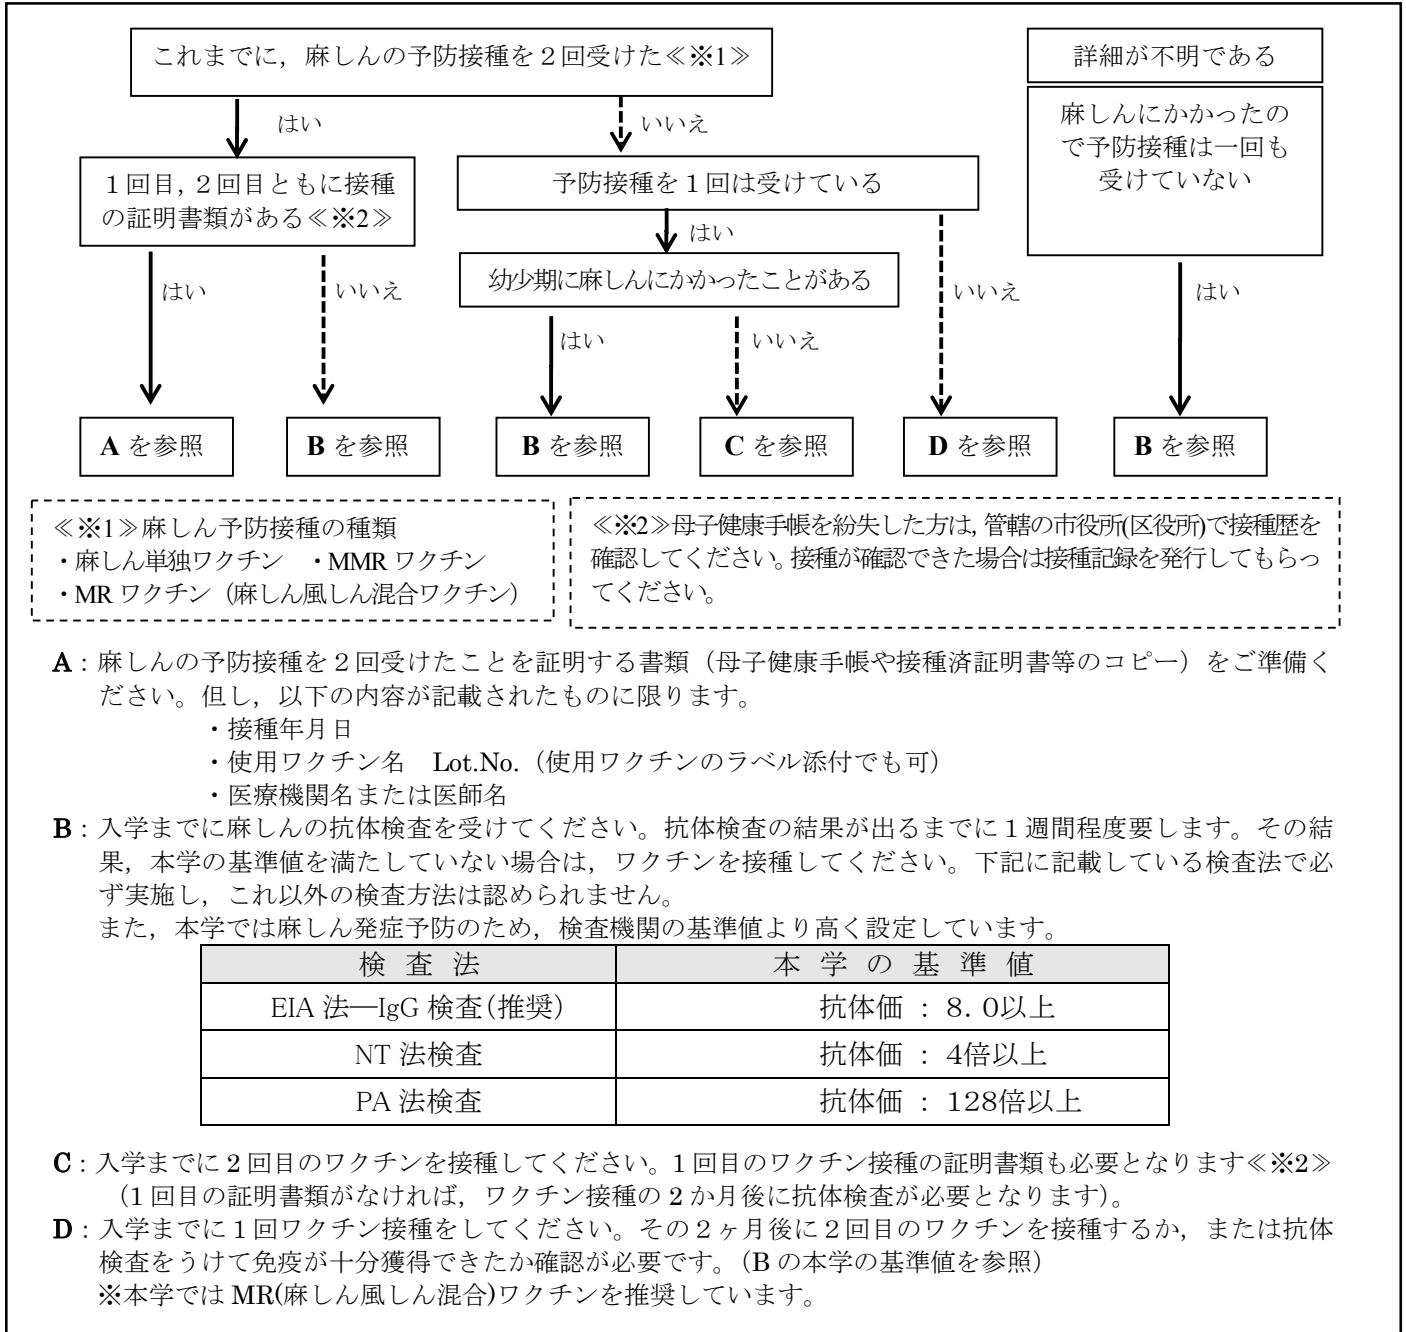 これまでに，麻しんの予防接種を２回受けた≪※1≫
詳細が不明である
麻しんにかかったの
で予防接種は一回も
受けていない
はい
いいえ
１回目，２回目ともに接種
の証明書類がある≪※2≫
予防接種を１回は受けている
はい
幼少期に麻しんにかかったことがある
はい
いいえ
いいえ
はい
はい
いいえ
A を参照
B を参照
B を参照
C を参照
D を参照
B を参照
≪※1≫麻しん予防接種の種類
・麻しん単独ワクチン　・MMR ワクチン
・MR ワクチン（麻しん風しん混合ワクチン）
≪※2≫母子健康手帳を紛失した方は，管轄の市役所(区役所)で接種歴を
確認してください。接種が確認できた場合は接種記録を発行してもらっ
てください。
A：麻しんの予防接種を２回受けたことを証明する書類（母子健康手帳や接種済証明書等のコピー）をご準備く
ださい。但し，以下の内容が記載されたものに限ります。
・接種年月日
・使用ワクチン名　Lot.No.（使用ワクチンのラベル添付でも可）
・医療機関名または医師名
B：入学までに麻しんの抗体検査を受けてください。抗体検査の結果が出るまでに 1 週間程度要します。その結
果，本学の基準値を満たしていない場合は，ワクチンを接種してください。下記に記載している検査法で必
ず実施し，これ以外の検査方法は認められません。
また，本学では麻しん発症予防のため，検査機関の基準値より高く設定しています。
検 査 法
本 学 の 基 準 値
EIA 法―IgG 検査（推奨）
抗体価 ： ８．０以上
NT 法検査
抗体価 ： 4倍以上
PA 法検査
抗体価 ： 128倍以上
C：入学までに 2 回目のワクチンを接種してください。1 回目のワクチン接種の証明書類も必要となります≪※2≫
（1 回目の証明書類がなければ，ワクチン接種の 2 か月後に抗体検査が必要となります）。
D：入学までに１回ワクチン接種をしてください。その２ヶ月後に２回目のワクチンを接種するか，または抗体
検査をうけて免疫が十分獲得できたか確認が必要です。（B の本学の基準値を参照）
※本学では MR(麻しん風しん混合)ワクチンを推奨しています。